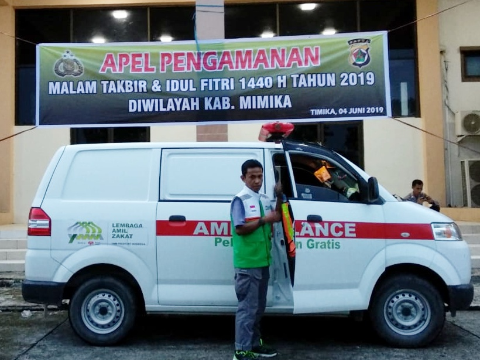 APEL PENGAMANAN
MALAM TAKBIR & IDUL FITRI 1440 H TAHUN 2019
DIWILAYAH KAB. MIMIKA
TIMIKA, 04 JUNI 2019
LEMBAGA
AMIL
ZAKAT
Gratis